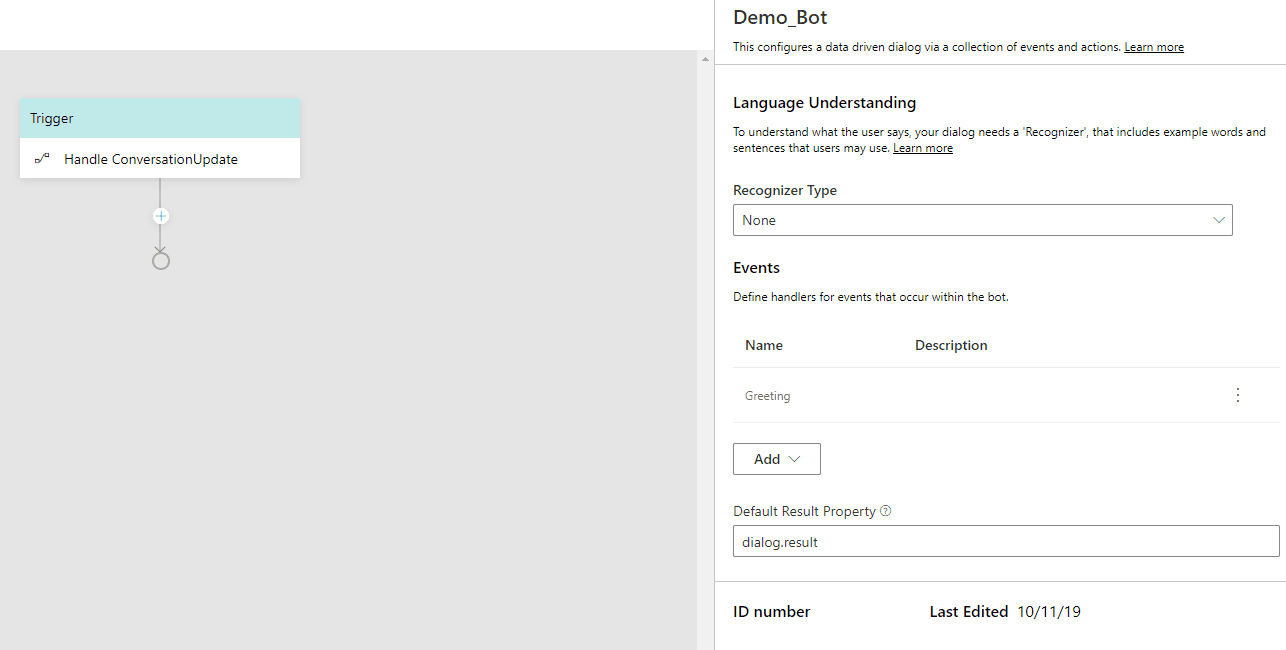 Trigger
Handle ConversationUpdate
Demo_Bot
This configures a data driven dialog via a collection of events and actions. Learn more
Language Understanding
To understand what the user says, your dialog needs a 'Recognizer', that includes example words and
sentences that users may use. Learn more
Recognizer Type
None
Events
Define handlers for events that occur within the bot.
Name Description
Greeting
Add
Default Result Property
dialog.result
ID number Last Edited 10/11/19